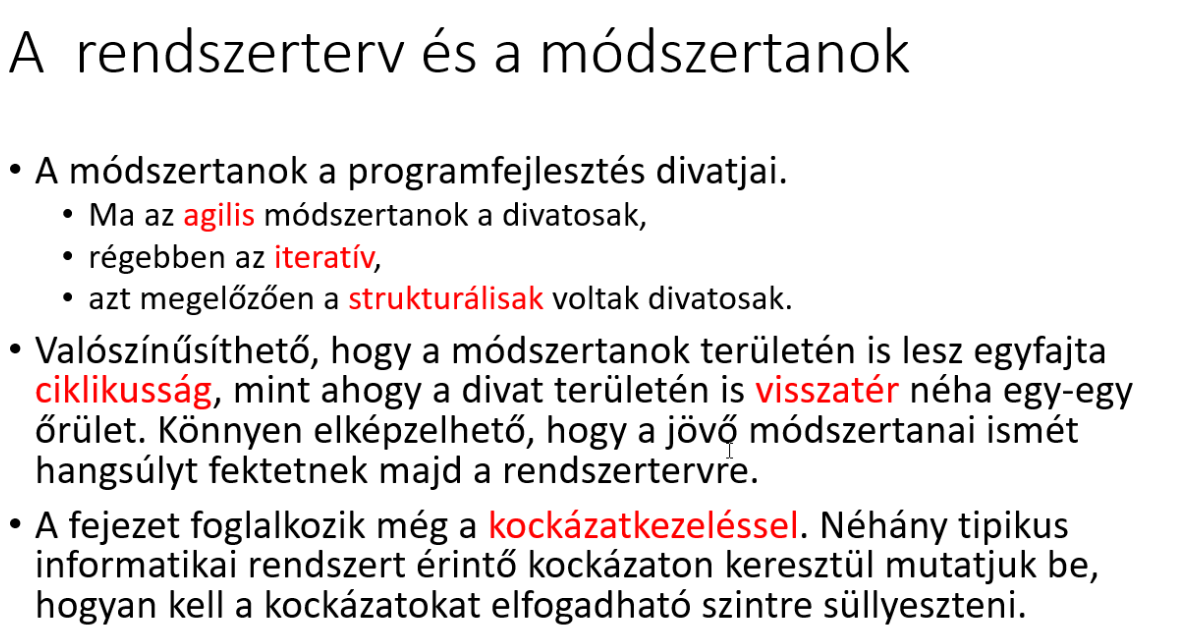 A rendszerterv és a módszertanok
• A módszertanok a programfejlesztés divatjai.
• Ma az agilis módszertanok a divatosak,
• régebben az iteratív,
• azt megelőzően a strukturálisak voltak divatosak.
• Valószínűsíthető, hogy a módszertanok területén is lesz egyfajta
ciklikusság, mint ahogy a divat területén is visszatér néha egy-egy
őrület. Könnyen elképzelhető, hogy a jövő módszertanai ismét
hangsúlyt fektetnek majd a rendszertervre.
• A fejezet foglalkozik még a kockázatkezeléssel. Néhány tipikus
informatikai rendszert érintő kockázaton keresztül mutatjuk be,
hogyan kell a kockázatokat elfogadható szintre süllyeszteni.